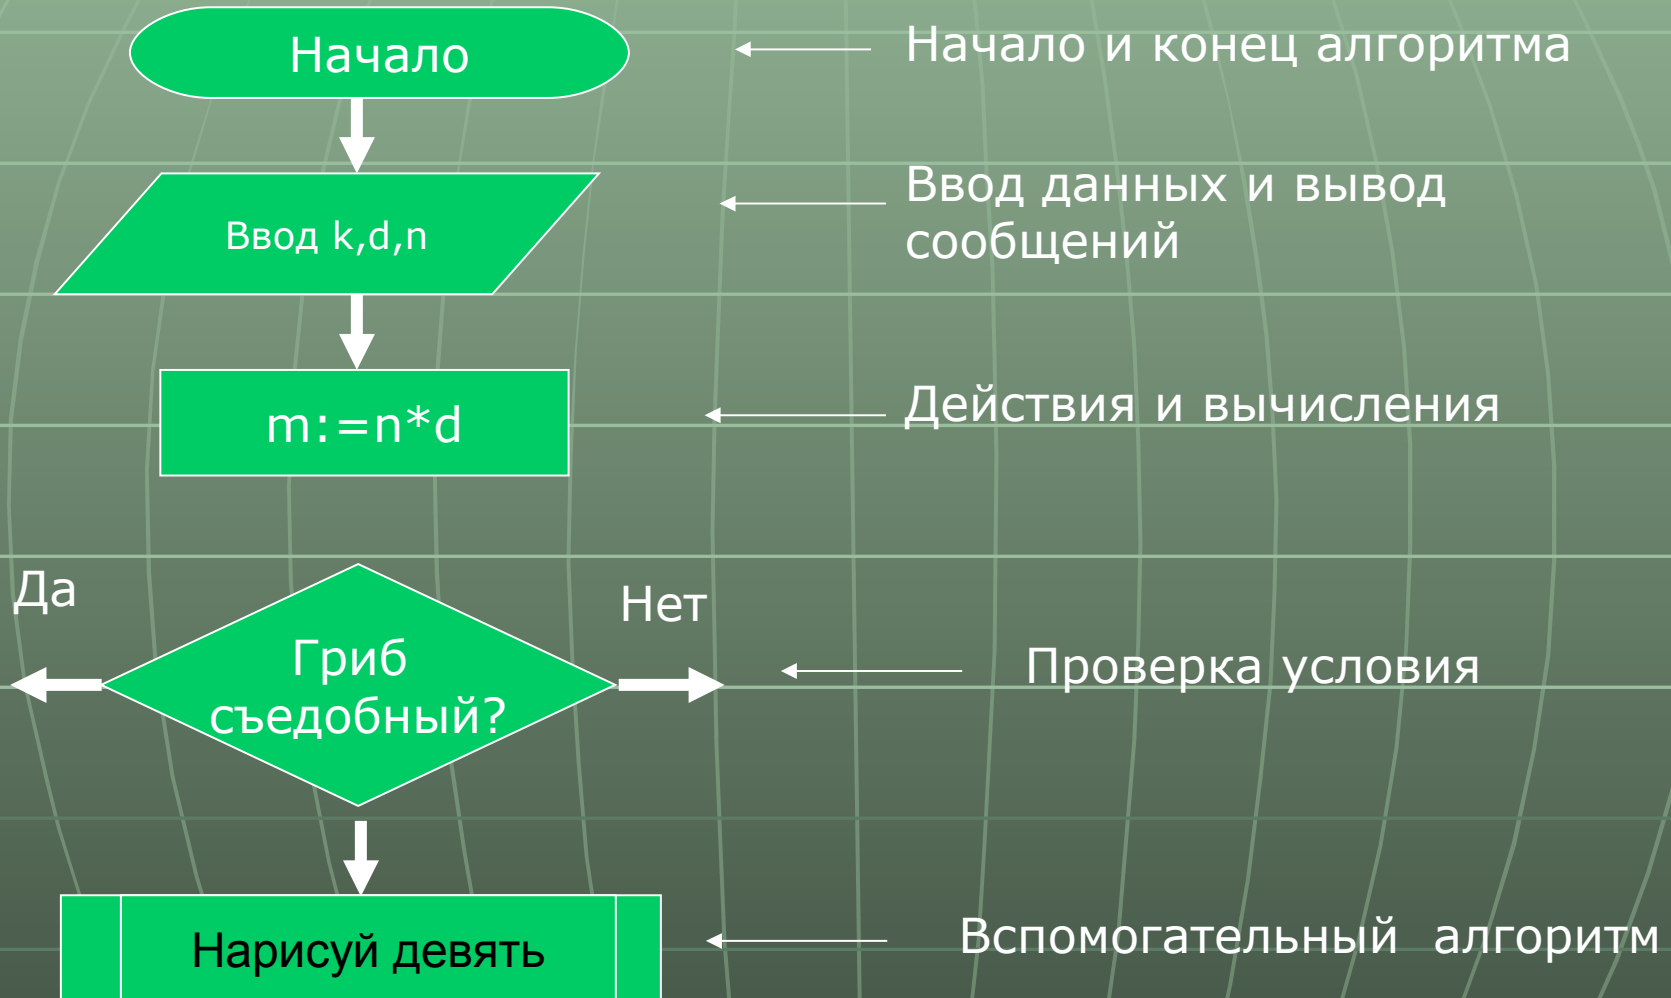 Начало
Начало и конец алгоритма
Ввод k,d,n
Ввод данных и вывод
сообщений
m:=n*d
Действия и вычисления
Да
Нет
Гриб
съедобный?
Проверка условия
Нарисуй девять
Вспомогательный алгоритм